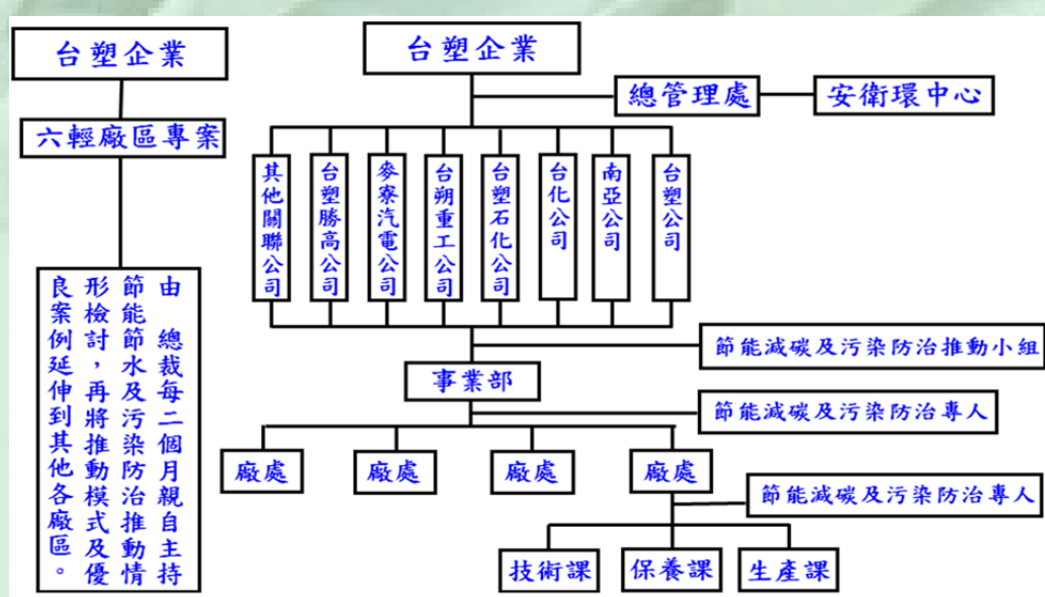 台塑企業
六輕廠區專案
由　總裁每二個月親自主持
節能節水及污染防治推動情
形檢討，再將推動模式及優
良案例延伸到其他各廠區。
台塑企業
總管理處
安衛環中心
其他關聯公司
台塑勝高公司
麥寮汽電公司
台朔重工公司
台塑石化公司
台化公司
南亞公司
台塑公司
節能減碳及污染防治推動小組
事業部
節能減碳及污染防治專人
廠處
廠處
廠處
廠處
節能減碳及污染防治專人
技術課
保養課
生產課